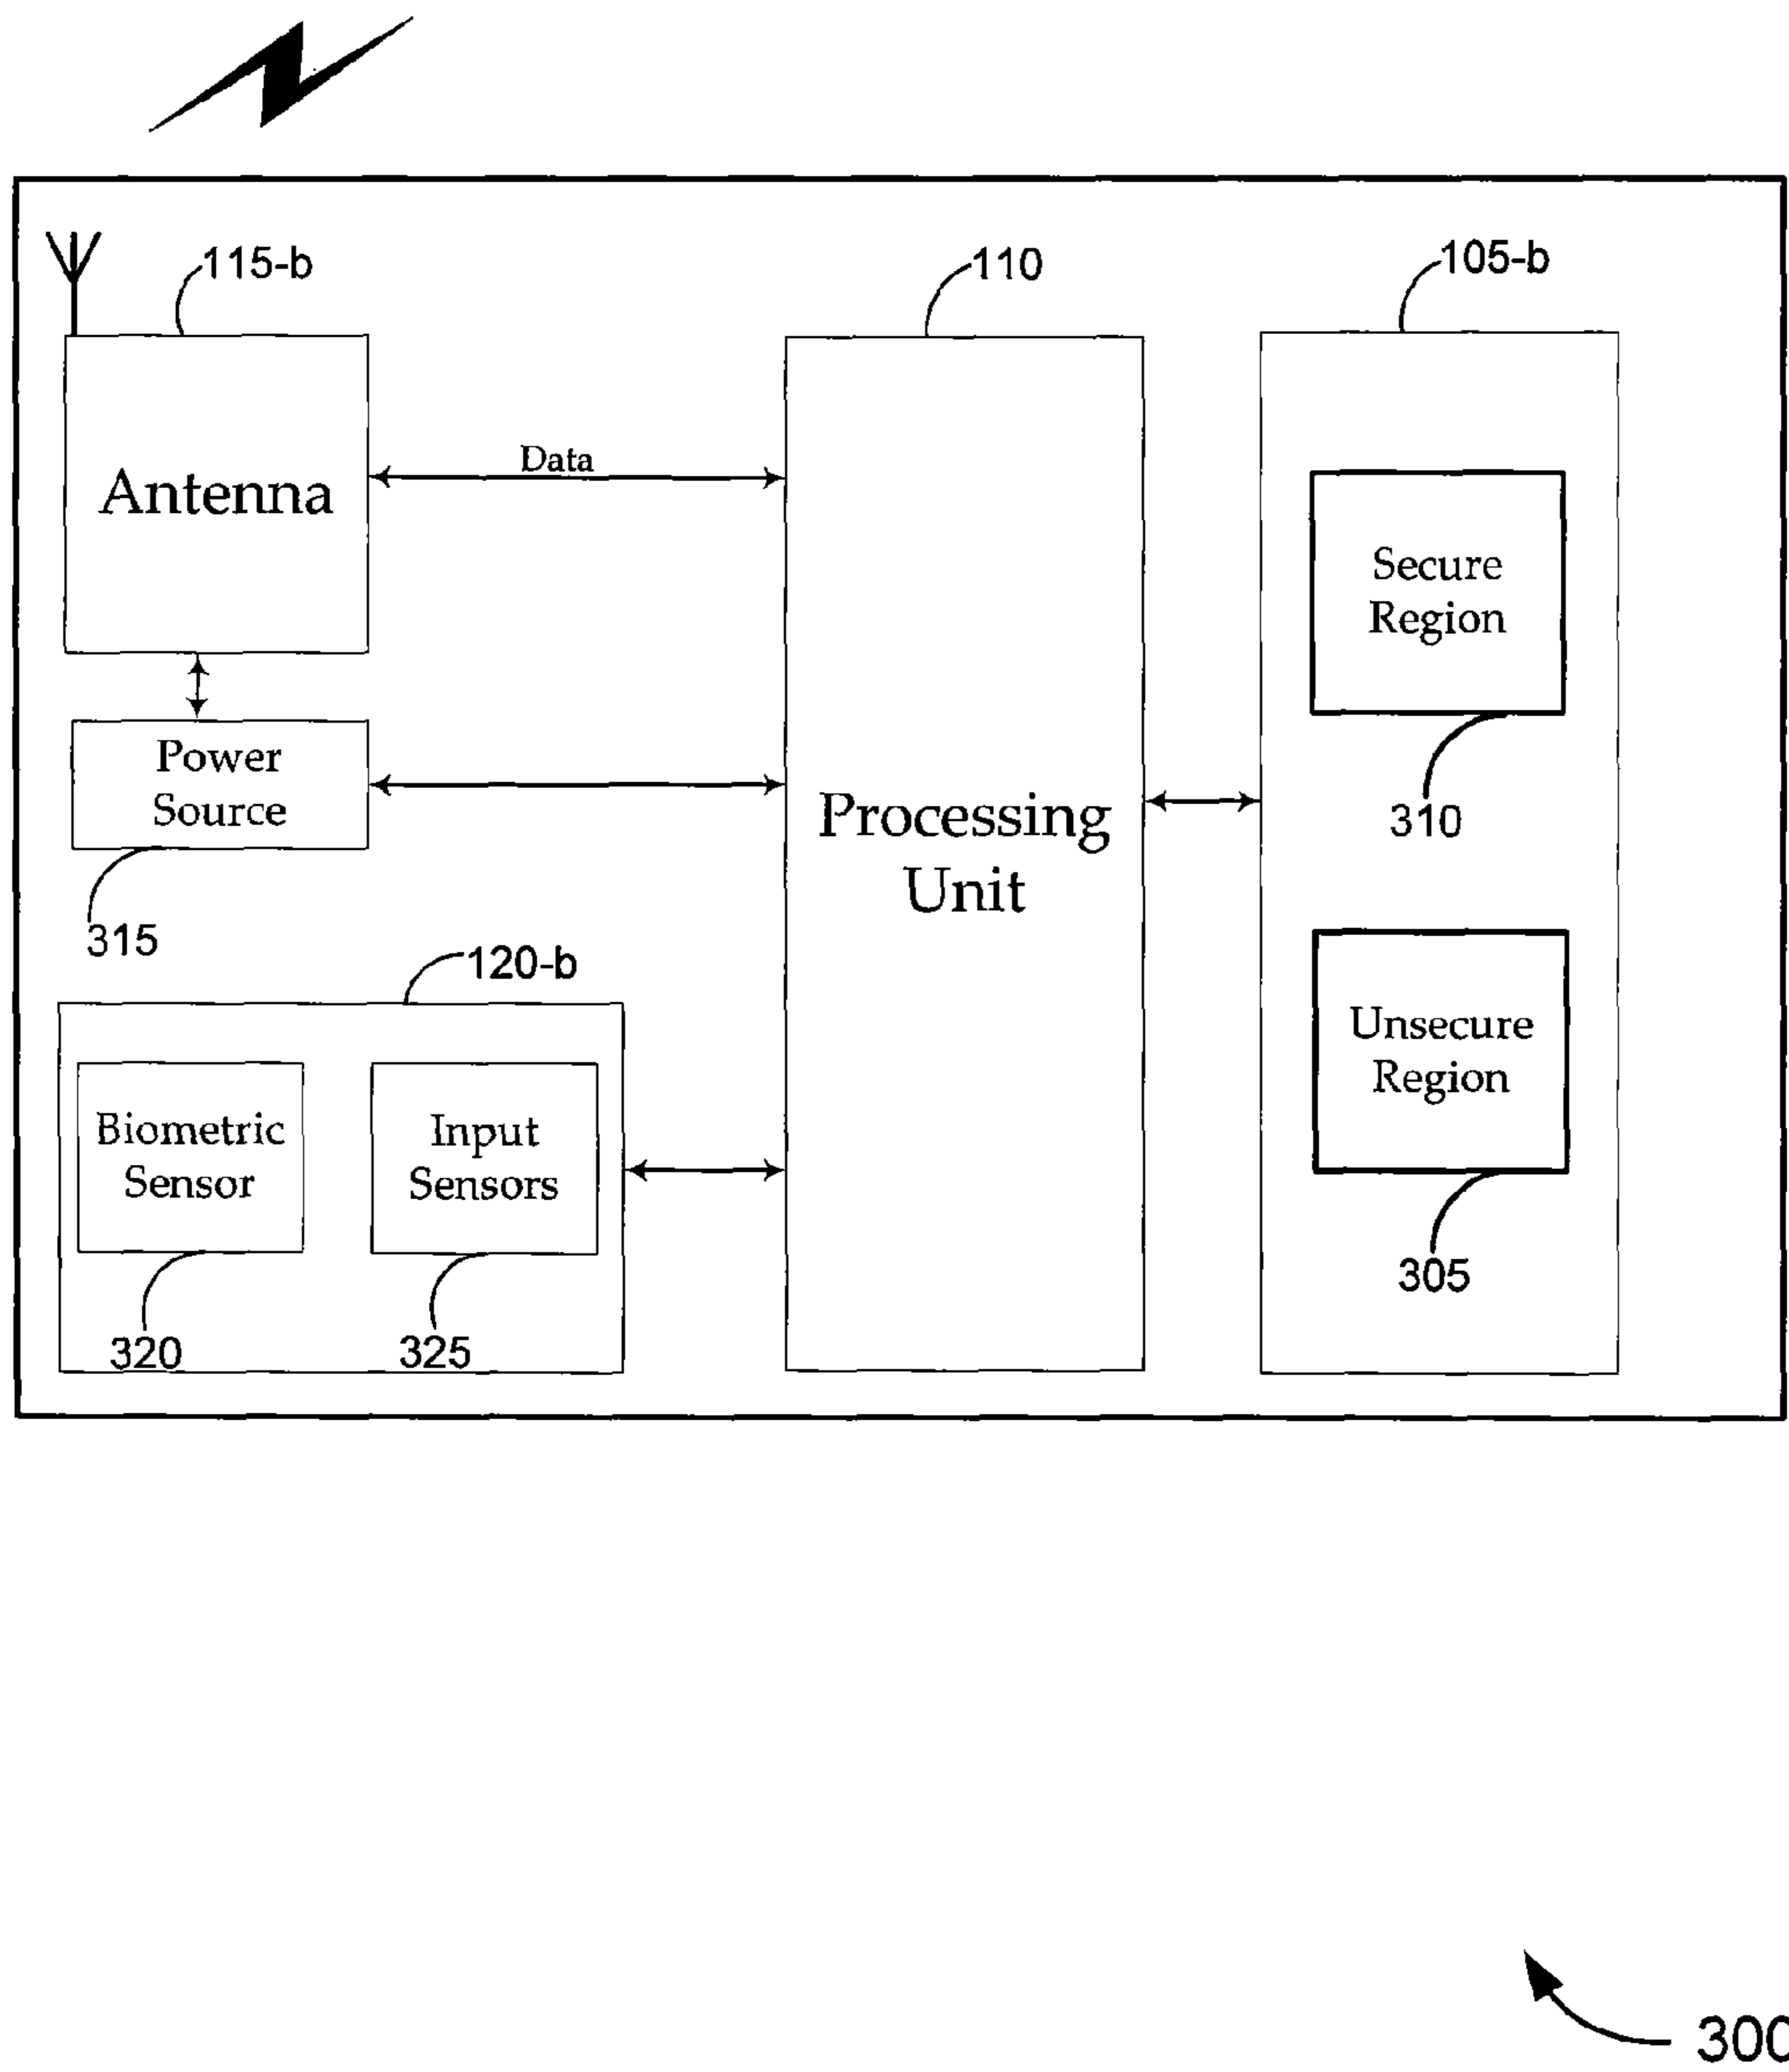 115-b
110
105-b
Antenna
Data
Secure
Region
310
Power
Source
315
Processing
Unit
120-b
Biometric
Sensor
320
Input
Sensors
325
Unsecure
Region
305
300